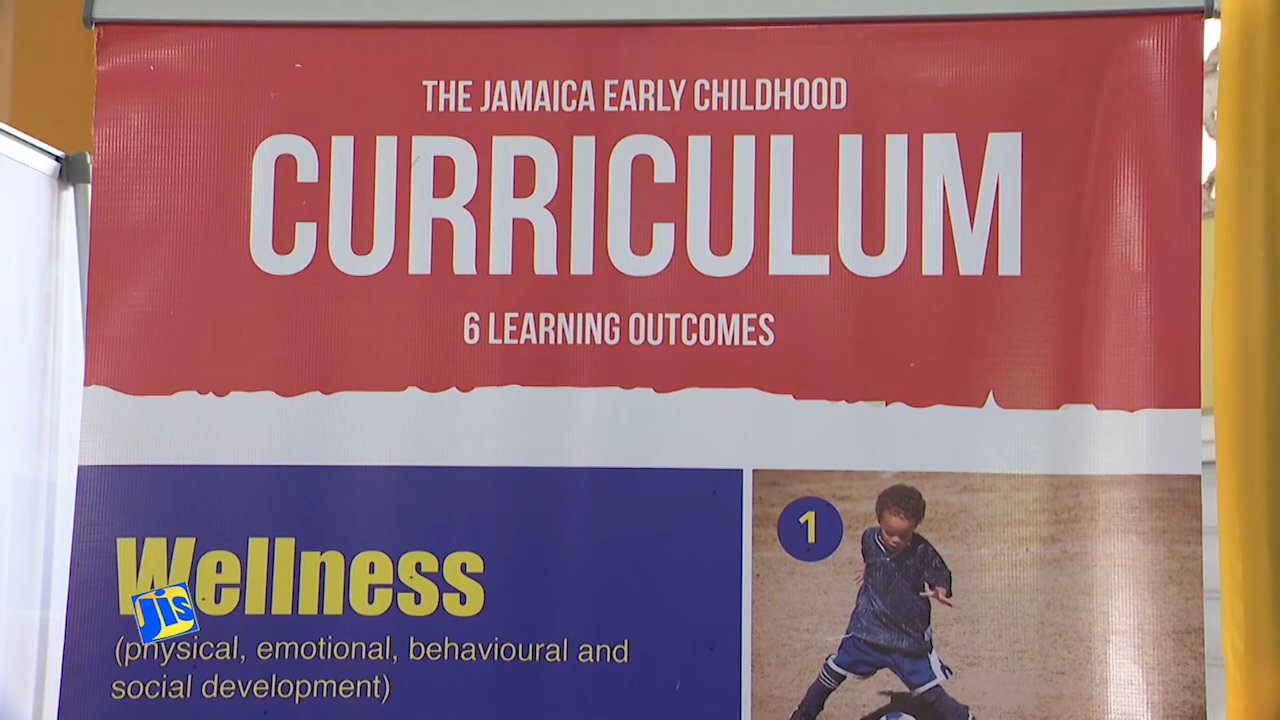 THE JAMAICA EARLY CHILDHOOD
CURRICULUM
6 LEARNING OUTCOMES
1
Wellness
jis
(physical, emotional, behavioural and
social development)